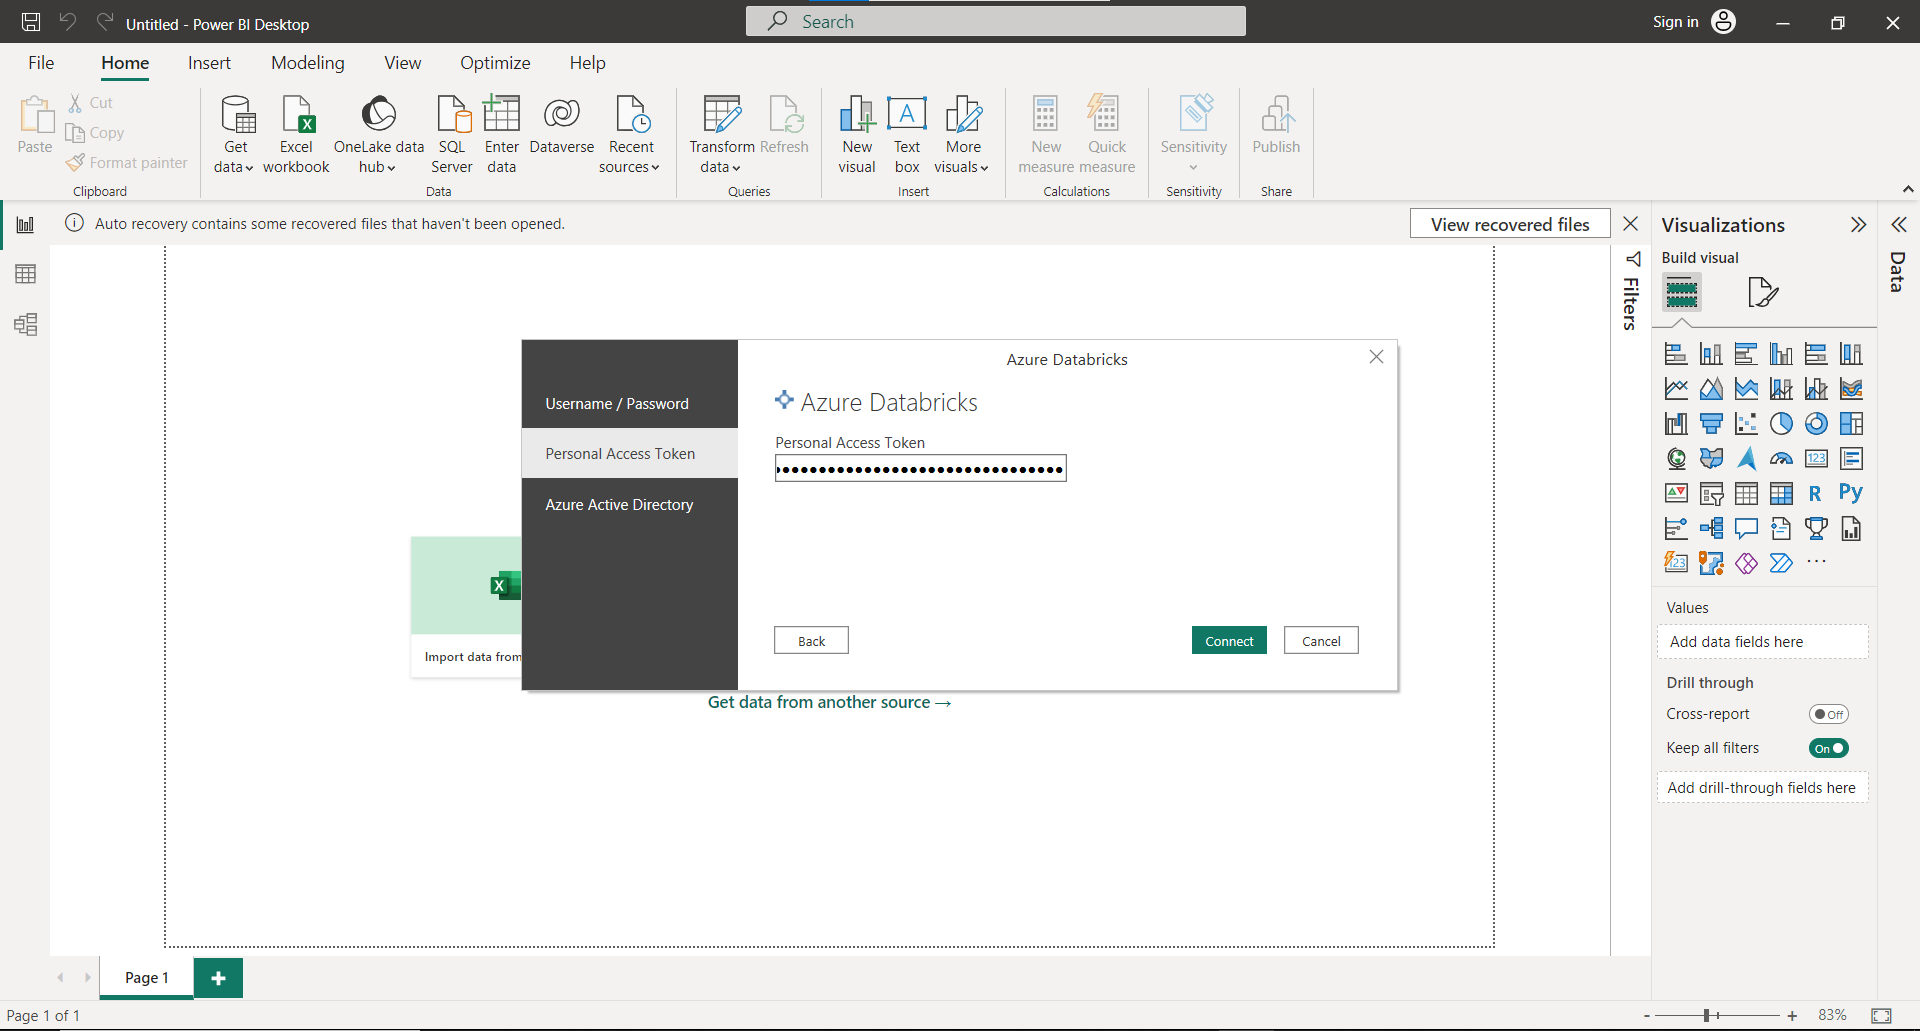 Untitled - Power BI Desktop
Search
Sign in
File
Home
Insert
Modeling
View
Optimize
Help
Paste
Cut
Copy
Format painter
Clipboard
Get data
Excel workbook
OneLake data hub
SQL Server
Enter data
Dataverse
Recent sources
Data
Transform data
Refresh
Queries
New visual
Text box
More visuals
Insert
New measure
Quick measure
Calculations
Sensitivity
Sensitivity
Publish
Share
Auto recovery contains some recovered files that haven't been opened.
View recovered files
Azure Databricks
Username / Password
Personal Access Token
Azure Active Directory
Azure Databricks
Personal Access Token
Back
Connect
Cancel
Import data from
Get data from another source →
Filters
Visualizations
Build visual
Data
123
R
Py
123
Values
Add data fields here
Drill through
Cross-report
Off
Keep all filters
On
Add drill-through fields here
Page 1
Page 1 of 1
83%